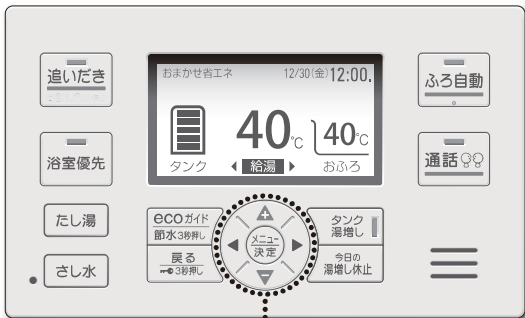 追いだき
おまかせ省エネ 12/30(金)12:00
ふろ自動
浴室優先
40℃ 40℃
タンク 給湯 おふろ
通話
たし湯
さし水
ecoガイド
節水3秒押し
戻る
3秒押し
メニュー
決定
タンク
湯増し
今日の
湯増し休止